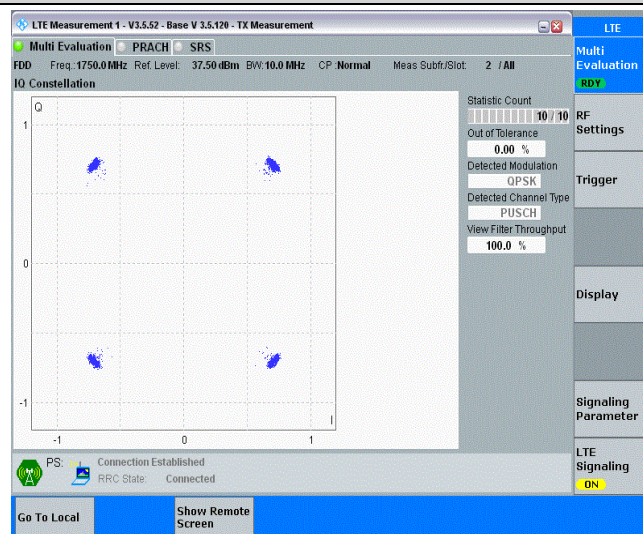 LTE Measurement 1 - V3.5.52 - Base V 3.5.120 - TX Measurement
LTE
Multi Evaluation PRACH SRS
FDD Freq.:1750.0 MHz Ref. Level: 37.50 dBm BW:10.0 MHz CP :Normal Meas Subfr./Slot: 2 / All
IQ Constellation
Q
1
0
-1
-1 0 1
I
Statistic Count
10 / 10
Out of Tolerance
0.00 %
Detected Modulation
QPSK
Detected Channel Type
PUSCH
View Filter Throughput
100.0 %
Multi
Evaluation
RDY
RF
Settings
Trigger
Display
Signaling
Parameter
LTE
Signaling
ON
PS: Connection Established
RRC State: Connected
Go To Local
Show Remote
Screen